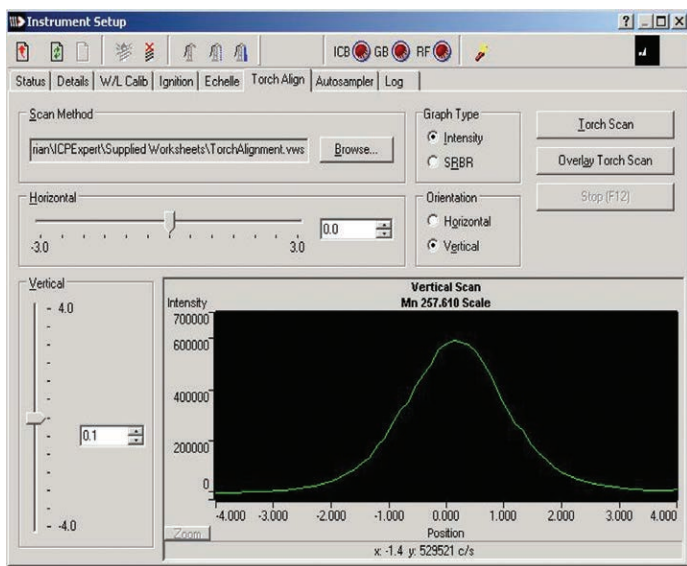 Instrument Setup
ICB GB RF
Status Details W/L Calib Ignition Echelle Torch Align Autosampler Log
Scan Method
rian\ICPExpert\Supplied Worksheets\TorchAlignment.vws Browse...
Graph Type
Intensity
SRBR
Torch Scan
Overlay Torch Scan
Stop (F12)
Horizontal
-3.0 3.0 0.0
Orientation
Horizontal
Vertical
Vertical
4.0
0.1
-4.0
Vertical Scan
Mn 257.610 Scale
Intensity
700000
600000
400000
200000
0
-4.000 -3.000 -2.000 -1.000 0.000 1.000 2.000 3.000 4.000
Zoom Position
x: -1.4 y: 529521 c/s